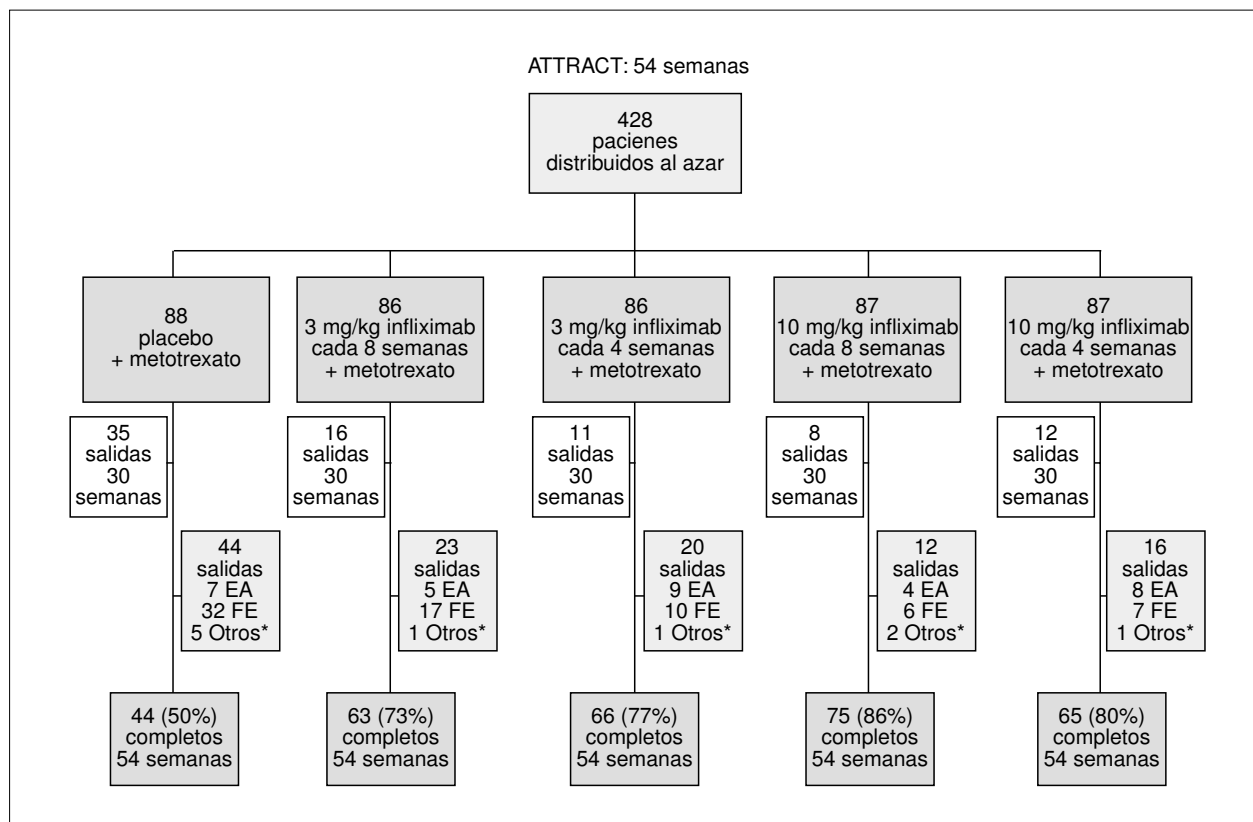 ATTRACT: 54 semanas
428
pacienes
distribuidos al azar
88
placebo
+ metotrexato
86
3 mg/kg infliximab
cada 8 semanas
+ metotrexato
86
3 mg/kg infliximab
cada 4 semanas
+ metotrexato
87
10 mg/kg infliximab
cada 8 semanas
+ metotrexato
87
10 mg/kg infliximab
cada 4 semanas
+ metotrexato
35
salidas
30
semanas
16
salidas
30
semanas
11
salidas
30
semanas
8
salidas
30
semanas
12
salidas
30
semanas
44
salidas
7 EA
32 FE
5 Otros*
23
salidas
5 EA
17 FE
1 Otros*
20
salidas
9 EA
10 FE
1 Otros*
12
salidas
4 EA
6 FE
2 Otros*
16
salidas
8 EA
7 FE
1 Otros*
44 (50%)
completos
54 semanas
63 (73%)
completos
54 semanas
66 (77%)
completos
54 semanas
75 (86%)
completos
54 semanas
65 (80%)
completos
54 semanas